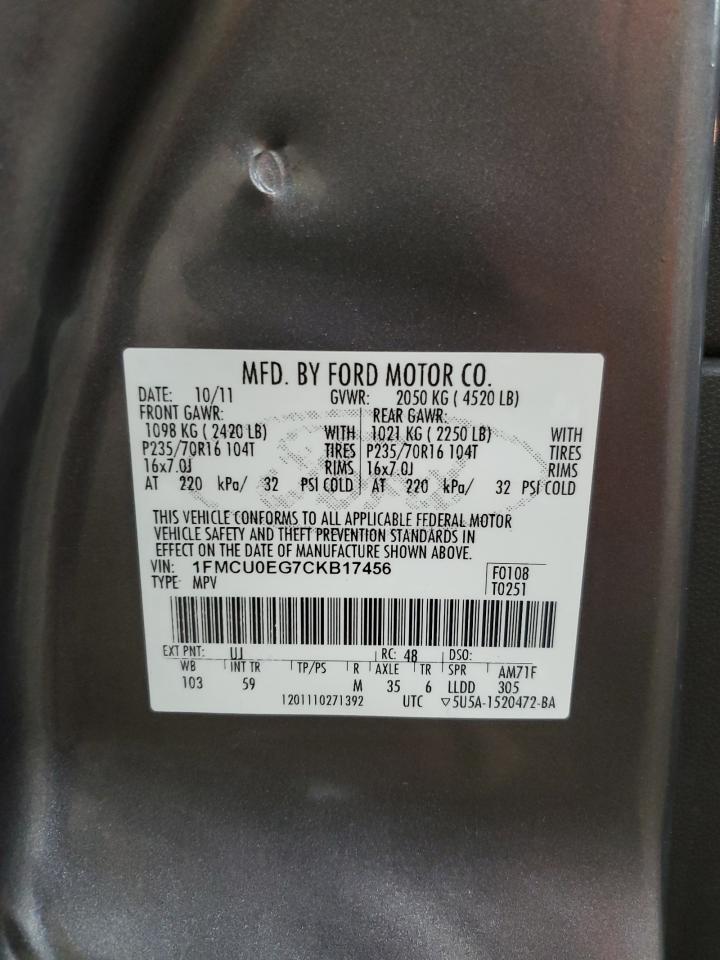 MFD. BY FORD MOTOR CO.
DATE: 10/11 GVWR: 2050 KG ( 4520 LB)
FRONT GAWR: REAR GAWR:
1098 KG ( 2420 LB) WITH 1021 KG ( 2250 LB) WITH
P235/70R16 104T TIRES P235/70R16 104T TIRES
16x7.0J RIMS 16x7.0J RIMS
AT 220 kPa/ 32 PSI COLD AT 220 kPa/ 32 PSI COLD
THIS VEHICLE CONFORMS TO ALL APPLICABLE FEDERAL MOTOR
VEHICLE SAFETY AND THEFT PREVENTION STANDARDS IN
EFFECT ON THE DATE OF MANUFACTURE SHOWN ABOVE.
VIN: 1FMCU0EG7CKB17456 F0108
TYPE: MPV T0251
EXT PNT: UJ RC: 48 DSO:
WB INT TR TP/PS R AXLE TR SPR AM71F
103 59 M 35 6 LLDD 305
1201110271392 UTC ▽5U5A-1520472-BA